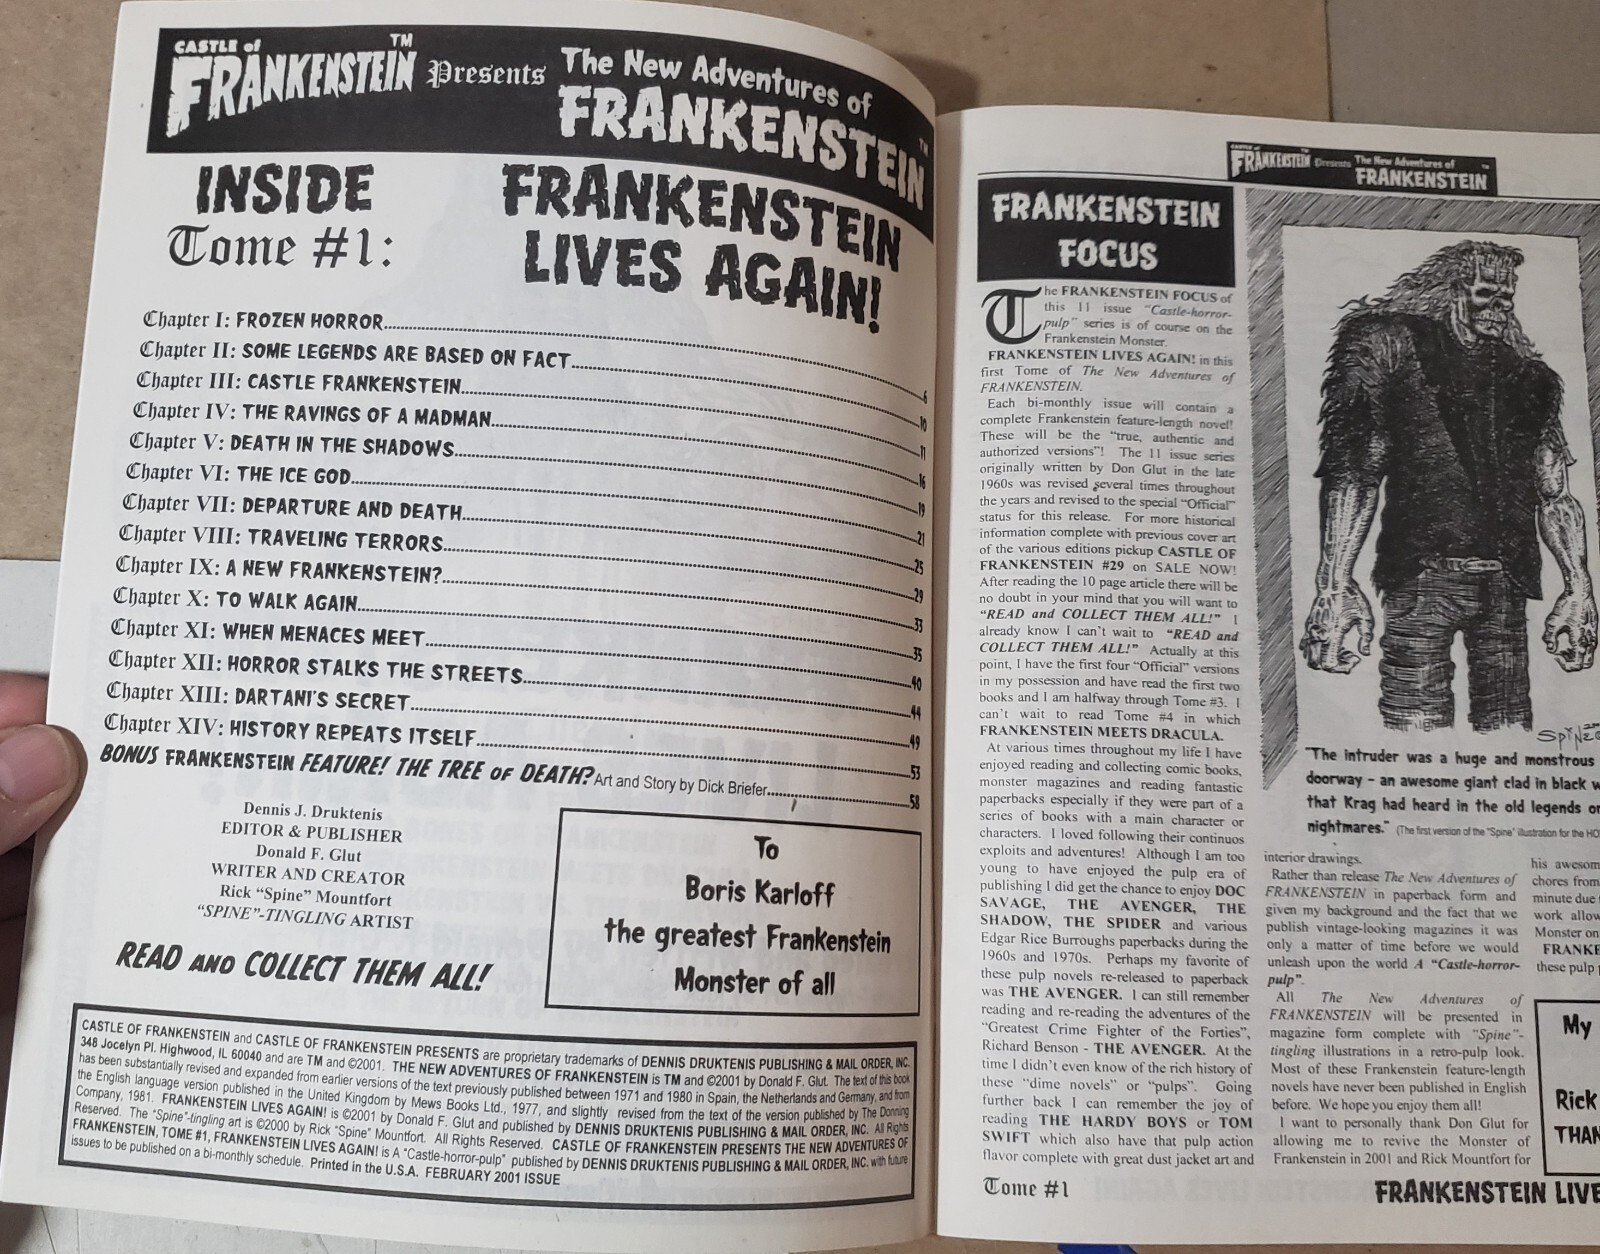 CASTLE of FRANKENSTEIN™ Presents The New Adventures of FRANKENSTEIN™
INSIDE
Tome #1:
FRANKENSTEIN
LIVES AGAIN!
Chapter I: FROZEN HORROR....6
Chapter II: SOME LEGENDS ARE BASED ON FACT....10
Chapter III: CASTLE FRANKENSTEIN....11
Chapter IV: THE RAVINGS OF A MADMAN....16
Chapter V: DEATH IN THE SHADOWS....19
Chapter VI: THE ICE GOD....21
Chapter VII: DEPARTURE AND DEATH....25
Chapter VIII: TRAVELING TERRORS....29
Chapter IX: A NEW FRANKENSTEIN?....33
Chapter X: TO WALK AGAIN....35
Chapter XI: WHEN MENACES MEET....40
Chapter XII: HORROR STALKS THE STREETS....44
Chapter XIII: DARTANI'S SECRET....49
Chapter XIV: HISTORY REPEATS ITSELF....53
BONUS FRANKENSTEIN FEATURE! THE TREE of DEATH? Art and Story by Dick Briefer....58
Dennis J. Druktenis
EDITOR & PUBLISHER
Donald F. Glut
WRITER AND CREATOR
Rick "Spine" Mountfort
"SPINE"-TINGLING ARTIST
READ AND COLLECT THEM ALL!
To
Boris Karloff
the greatest Frankenstein
Monster of all
CASTLE OF FRANKENSTEIN and CASTLE OF FRANKENSTEIN PRESENTS are proprietary trademarks of DENNIS DRUKTENIS PUBLISHING & MAIL ORDER, INC.
348 Jocelyn Pl. Highwood, IL 60040 and are TM and ©2001. THE NEW ADVENTURES OF FRANKENSTEIN is TM and ©2001 by Donald F. Glut. The text of this book
has been substantially revised and expanded from earlier versions of the text previously published between 1971 and 1980 in Spain, the Netherlands and Germany, and from
the English language version published in the United Kingdom by Mews Books Ltd., 1977, and slightly revised from the text of the version published by The Donning
Company, 1981. FRANKENSTEIN LIVES AGAIN! is ©2001 by Donald F. Glut and published by DENNIS DRUKTENIS PUBLISHING & MAIL ORDER, INC. All Rights
Reserved. The "Spine"-tingling art is ©2000 by Rick "Spine" Mountfort. All Rights Reserved. CASTLE OF FRANKENSTEIN PRESENTS THE NEW ADVENTURES OF
FRANKENSTEIN, TOME #1, FRANKENSTEIN LIVES AGAIN! is A "Castle-horror-pulp" published by DENNIS DRUKTENIS PUBLISHING & MAIL ORDER, INC. with future
issues to be published on a bi-monthly schedule. Printed in the U.S.A. FEBRUARY 2001 ISSUE
CASTLE of FRANKENSTEIN™ Presents The New Adventures of FRANKENSTEIN™
FRANKENSTEIN
FOCUS
The FRANKENSTEIN FOCUS of
this 11 issue "Castle-horror-
pulp" series is of course on the
Frankenstein Monster.
FRANKENSTEIN LIVES AGAIN! in this
first Tome of The New Adventures of
FRANKENSTEIN.
Each bi-monthly issue will contain a
complete Frankenstein feature-length novel!
These will be the "true, authentic and
authorized versions"! The 11 issue series
originally written by Don Glut in the late
1960s was revised several times throughout
the years and revised to the special "Official"
status for this release. For more historical
information complete with previous cover art
of the various editions pickup CASTLE OF
FRANKENSTEIN #29 on SALE NOW!
After reading the 10 page article there will be
no doubt in your mind that you will want to
"READ and COLLECT THEM ALL!" I
already know I can't wait to "READ and
COLLECT THEM ALL!" Actually at this
point, I have the first four "Official" versions
in my possession and have read the first two
books and I am halfway through Tome #3. I
can't wait to read Tome #4 in which
FRANKENSTEIN MEETS DRACULA.
At various times throughout my life I have
enjoyed reading and collecting comic books,
monster magazines and reading fantastic
paperbacks especially if they were part of a
series of books with a main character or
characters. I loved following their continuos
exploits and adventures! Although I am too
young to have enjoyed the pulp era of
publishing I did get the chance to enjoy DOC
SAVAGE, THE AVENGER, THE
SHADOW, THE SPIDER and various
Edgar Rice Burroughs paperbacks during the
1960s and 1970s. Perhaps my favorite of
these pulp novels re-released to paperback
was THE AVENGER. I can still remember
reading and re-reading the adventures of the
"Greatest Crime Fighter of the Forties",
Richard Benson - THE AVENGER. At the
time I didn't even know of the rich history of
these "dime novels" or "pulps". Going
further back I can remember the joy of
reading THE HARDY BOYS or TOM
SWIFT which also have that pulp action
flavor complete with great dust jacket art and
"The intruder was a huge and monstrous
doorway – an awesome giant clad in black
that Krag had heard in the old legends
nightmares." (The first version of the "Spine" illustration for the
interior drawings.
Rather than release The New Adventures of
FRANKENSTEIN in paperback form and
given my background and the fact that we
publish vintage-looking magazines it was
only a matter of time before we would
unleash upon the world A "Castle-horror-
pulp".
All The New Adventures of
FRANKENSTEIN will be presented in
magazine form complete with "Spine"-
tingling illustrations in a retro-pulp look.
Most of these Frankenstein feature-length
novels have never been published in English
before. We hope you enjoy them all!
I want to personally thank Don Glut for
allowing me to revive the Monster of
Frankenstein in 2001 and Rick Mountfort for
his
chores from
minute due
work
Monster on
these pulp
My
Rick
Tome #1
FRANKENSTEIN